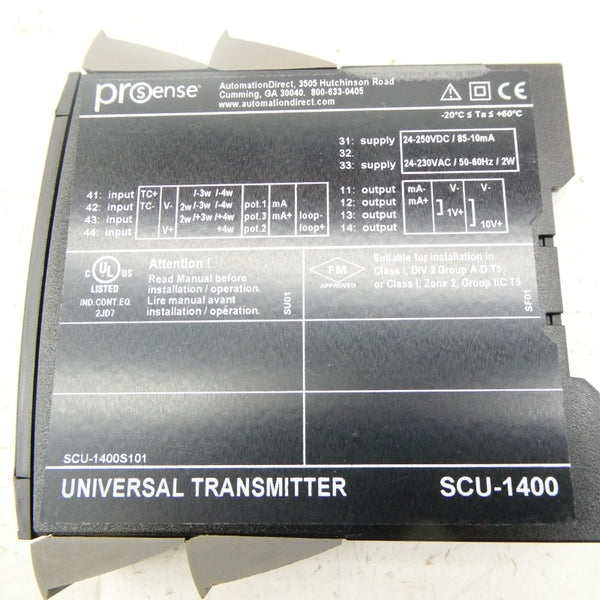 prosense
AutomationDirect, 3505 Hutchinson Road
Cumming, GA 30040. 800-633-0405
www.automationdirect.com
CE
-20°C ≤ Ta ≤ +60°C
31: supply 24-250VDC / 85-10mA
32.
33: supply 24-230VAC / 50-60Hz / 2W
41: input TC+ /-3w /-4w
42: input TC- V- 2w /-3w /-4w pot.1 mA
43: input 2w /+3w /+4w pot.3 mA+ loop-
44: input V+ +4w pot.2 loop+
11: output mA- V- V-
12: output mA+
13: output 1V+
14: output 10V+
C UL US
LISTED
IND.CONT.EQ
2JD7
Attention !
Read Manual before
installation / operation.
Lire manual avant
installation / opération.
SU01
FM
APPROVED
Suitable for installation in
Class I, DIV 2 Group A-D T5
or Class I, Zone 2, Group IIC T5
SF01
SCU-1400S101
UNIVERSAL TRANSMITTER SCU-1400